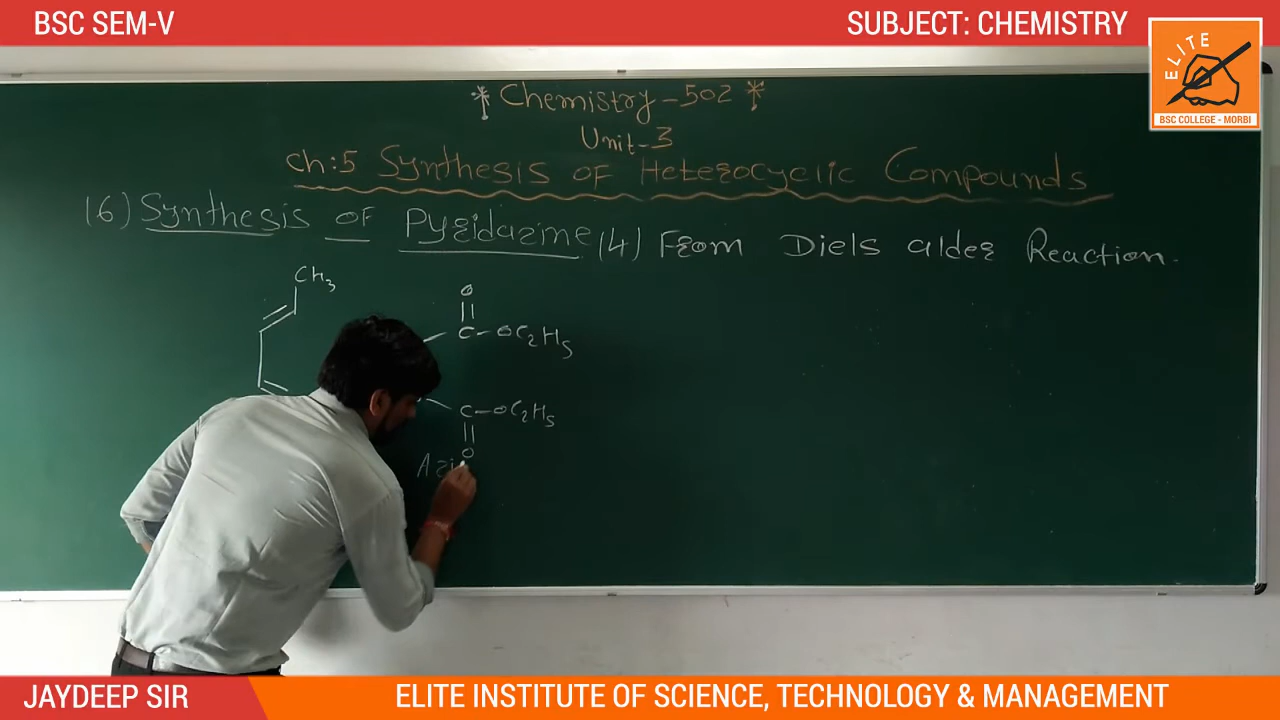 BSC SEM-V
SUBJECT: CHEMISTRY
ELITE
BSC COLLEGE - MORBI
* Chemistry-502 *
Unit-3
Ch:5 Synthesis of Heterocyclic Compounds
(6) Synthesis of Pyridazine (4) From Diels alder Reaction.
CH3
O
C-OC2H5
C-OC2H5
O
JAYDEEP SIR
ELITE INSTITUTE OF SCIENCE, TECHNOLOGY & MANAGEMENT